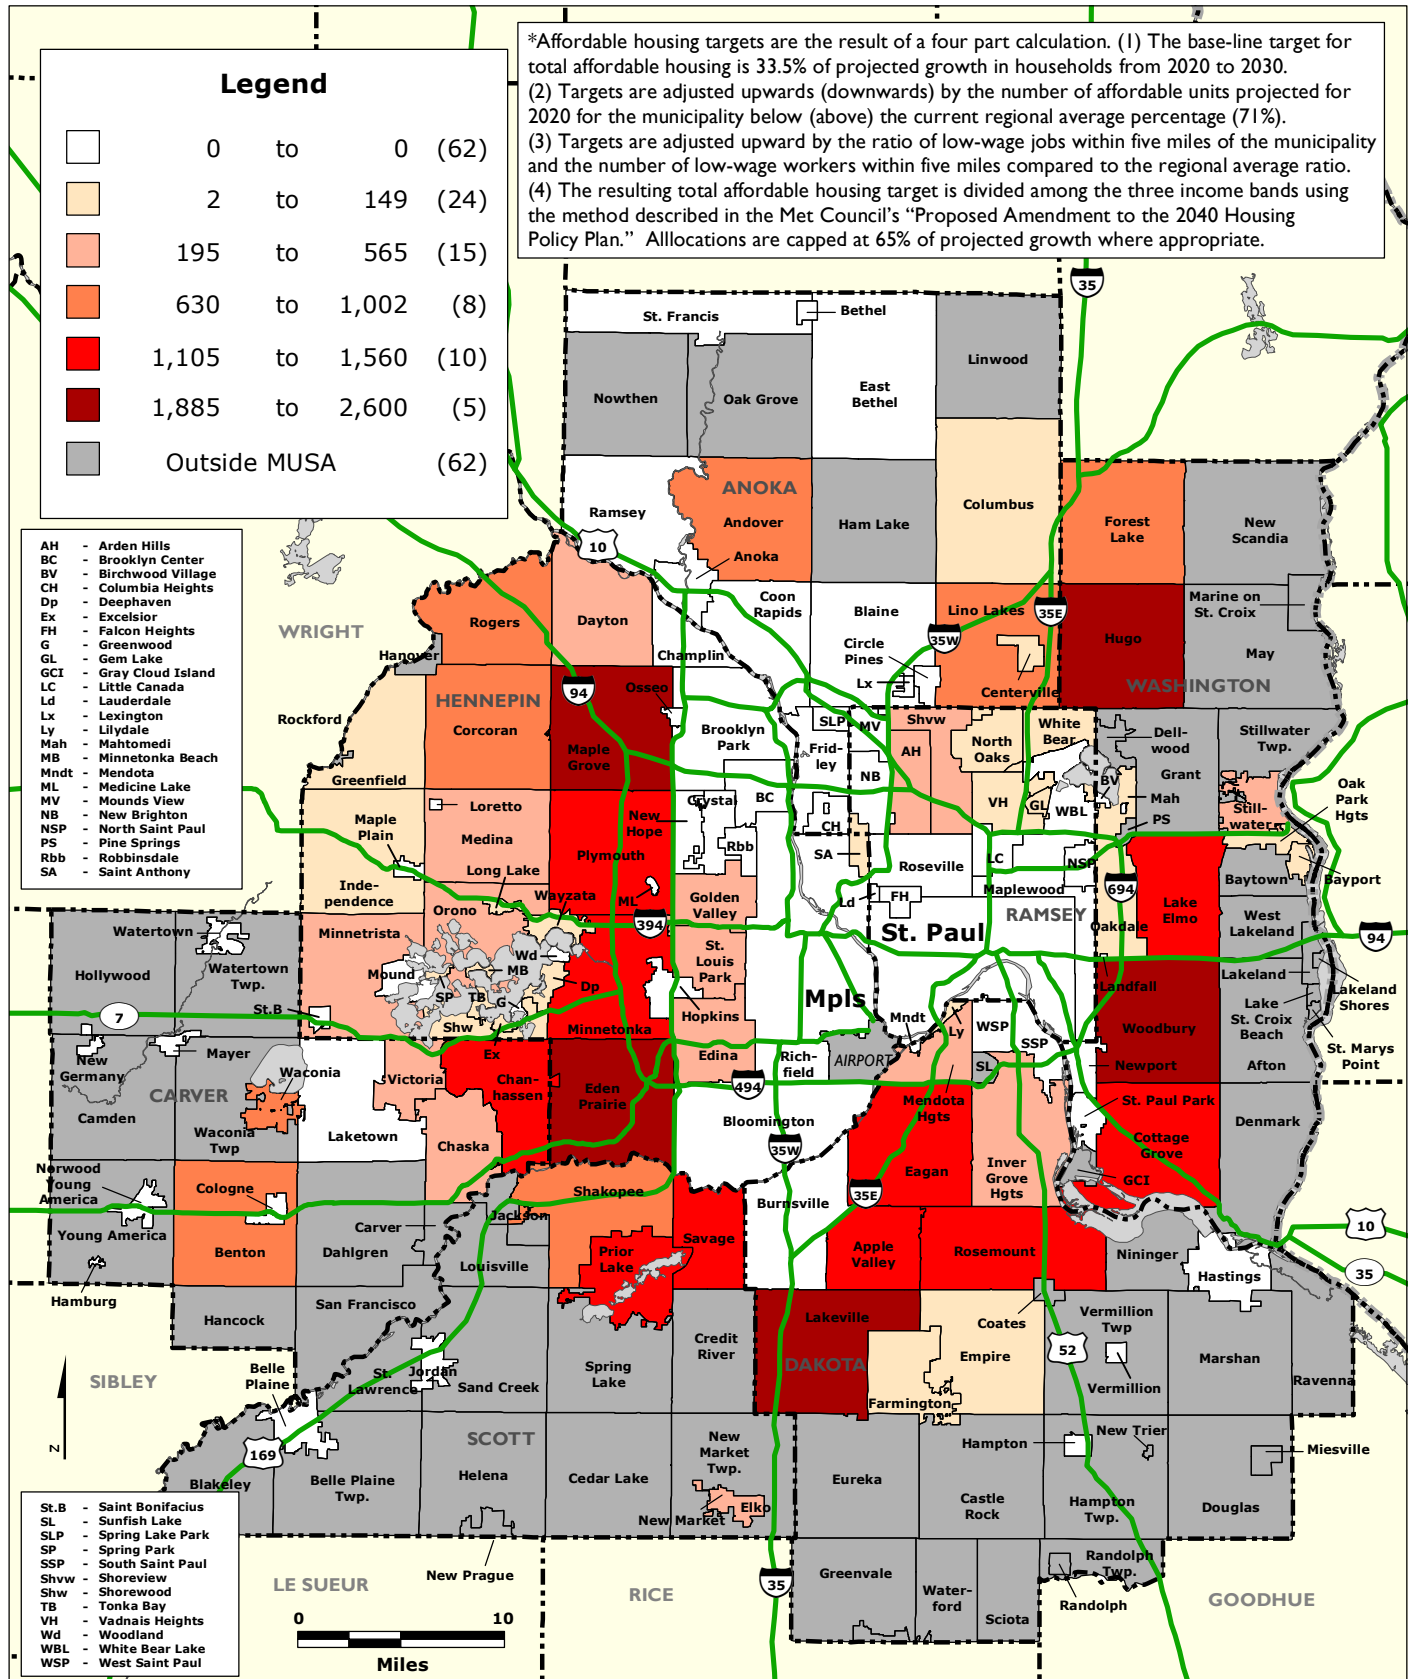 *Affordable housing targets are the result of a four part calculation. (1) The base-line target for
total affordable housing is 33.5% of projected growth in households from 2020 to 2030.
(2) Targets are adjusted upwards (downwards) by the number of affordable units projected for
2020 for the municipality below (above) the current regional average percentage (71%).
(3) Targets are adjusted upward by the ratio of low-wage jobs within five miles of the municipality
and the number of low-wage workers within five miles compared to the regional average ratio.
(4) The resulting total affordable housing target is divided among the three income bands using
the method described in the Met Council's "Proposed Amendment to the 2040 Housing
Policy Plan." Alllocations are capped at 65% of projected growth where appropriate.
Legend
0 to 0 (62)
2 to 149 (24)
195 to 565 (15)
630 to 1,002 (8)
1,105 to 1,560 (10)
1,885 to 2,600 (5)
Outside MUSA (62)
AH - Arden Hills
BC - Brooklyn Center
BV - Birchwood Village
CH - Columbia Heights
Dp - Deephaven
Ex - Excelsior
FH - Falcon Heights
G - Greenwood
GL - Gem Lake
GCI - Gray Cloud Island
LC - Little Canada
Ld - Lauderdale
Lx - Lexington
Ly - Lilydale
Mah - Mahtomedi
MB - Minnetonka Beach
Mndt - Mendota
ML - Medicine Lake
MV - Mounds View
NB - New Brighton
NSP - North Saint Paul
PS - Pine Springs
Rbb - Robbinsdale
SA - Saint Anthony
35
St. Francis
Bethel
Linwood
Nowthen
Oak Grove
East
Bethel
ANOKA
Ramsey
10
Andover
Anoka
Ham Lake
Columbus
Forest
Lake
New
Scandia
WRIGHT
Rogers
Dayton
Hanover
Champlin
Coon
Rapids
Blaine
35W
Lino Lakes
35E
Hugo
Marine on
St. Croix
May
Circle
Pines
Lx
Centerville
WASHINGTON
HENNEPIN
94
Osseo
Rockford
Corcoran
Maple
Grove
Brooklyn
Park
SLP
MV
Shvw
Frid-
ley
AH
NB
North
Oaks
White
Bear
Dell-
wood
Stillwater
Twp.
Grant
Greenfield
Loretto
Medina
Maple
Plain
Long Lake
New
Hope
Crystal
BC
Rbb
CH
SA
VH
GL
WBL
BV
Mah
PS
Still-
water
Oak
Park
Hgts
Plymouth
ML
Inde-
pendence
Wayzata
Orono
394
Golden
Valley
Roseville
LC
NSP
Maplewood
FH
Ld
RAMSEY
694
Baytown
Bayport
Lake
Elmo
West
Lakeland
94
Watertown
Minnetrista
Hollywood
Watertown
Twp.
Mound
Wd
MB
SP
TB
G
Dp
St.
Louis
Park
St. Paul
Oakdale
Landfall
Lakeland
Lakeland
Shores
Lake
St. Croix
Beach
7
St.B
Shw
Ex
Minnetonka
Hopkins
Mpls
Mndt
Ly
WSP
SSP
Woodbury
St. Marys
Point
New
Germany
Mayer
Edina
Rich-
field
AIRPORT
SL
Newport
Afton
Waconia
Victoria
Chan-
hassen
Eden
Prairie
494
CARVER
Camden
Waconia
Twp
Laketown
Chaska
Bloomington
35W
Mendota
Hgts
St. Paul Park
Cottage
Grove
Denmark
Eagan
35E
Inver
Grove
Hgts
GCI
Norwood
Young
America
Cologne
Shakopee
Burnsville
Young America
Benton
Carver
Dahlgren
Jackson
Louisville
Prior
Lake
Savage
Apple
Valley
Rosemount
Nininger
10
35
Hastings
Hamburg
Hancock
San Francisco
Lakeville
Coates
Vermillion
Twp
Credit
River
DAKOTA
Empire
52
Marshan
SIBLEY
Belle
Plaine
St.
Lawrence
Jordan
Sand Creek
Spring
Lake
Farmington
Vermillion
Ravenna
z
169
SCOTT
New
Market
Twp.
Hampton
New Trier
Miesville
Blakeley
Belle Plaine
Twp.
Helena
Cedar Lake
Eureka
Elko
New Market
Castle
Rock
Hampton
Twp.
Douglas
St.B - Saint Bonifacius
SL - Sunfish Lake
SLP - Spring Lake Park
SP - Spring Park
SSP - South Saint Paul
Shvw - Shoreview
Shw - Shorewood
TB - Tonka Bay
VH - Vadnais Heights
Wd - Woodland
WBL - White Bear Lake
WSP - West Saint Paul
New Prague
LE SUEUR
RICE
35
Greenvale
Water-
ford
Sciota
Randolph
Twp.
Randolph
GOODHUE
0 10
Miles